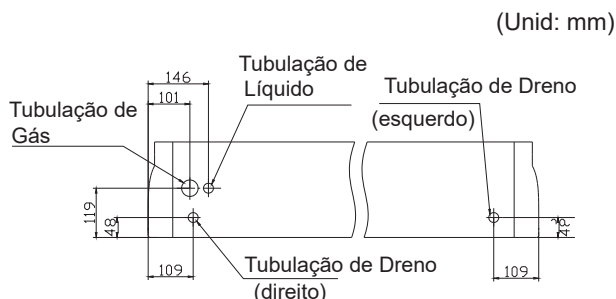 (Unid: mm)
Tubulação de
Líquido
146
101
Tubulação de Dreno
(esquerdo)
Tubulação de
Gás
119
48
48
109
Tubulação de Dreno
(direito)
109